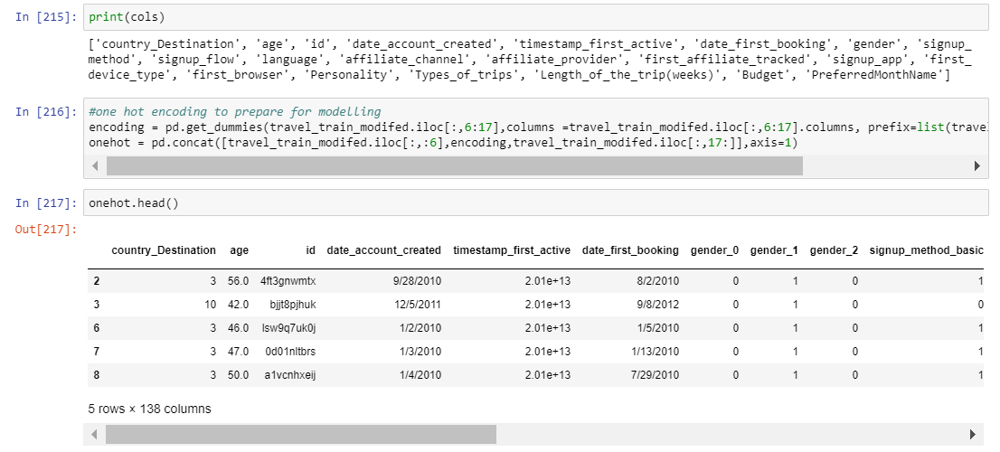 In [215]: print(cols)
['country_Destination', 'age', 'id', 'date_account_created', 'timestamp_first_active', 'date_first_booking', 'gender', 'signup_
method', 'signup_flow', 'language', 'affiliate_channel', 'affiliate_provider', 'first_affiliate_tracked', 'signup_app', 'first_
device_type', 'first_browser', 'Personality', 'Types_of_trips', 'Length_of_the_trip(weeks)', 'Budget', 'PreferredMonthName']
In [216]: #one hot encoding to prepare for modelling
encoding = pd.get_dummies(travel_train_modifed.iloc[:,6:17],columns =travel_train_modifed.iloc[:,6:17].columns, prefix=list(travel
onehot = pd.concat([travel_train_modifed.iloc[:,:6],encoding,travel_train_modifed.iloc[:,17:]],axis=1)
In [217]: onehot.head()
Out[217]:
country_Destination age id date_account_created timestamp_first_active date_first_booking gender_0 gender_1 gender_2 signup_method_basic
2 3 56.0 4ft3gnwmtx 9/28/2010 2.01e+13 8/2/2010 0 1 0 1
3 10 42.0 bjjt8pjhuk 12/5/2011 2.01e+13 9/8/2012 0 1 0 0
6 3 46.0 lsw9q7uk0j 1/2/2010 2.01e+13 1/5/2010 0 1 0 1
7 3 47.0 0d01nltbrs 1/3/2010 2.01e+13 1/13/2010 0 1 0 1
8 3 50.0 a1vcnhxeij 1/4/2010 2.01e+13 7/29/2010 0 1 0 1
5 rows × 138 columns